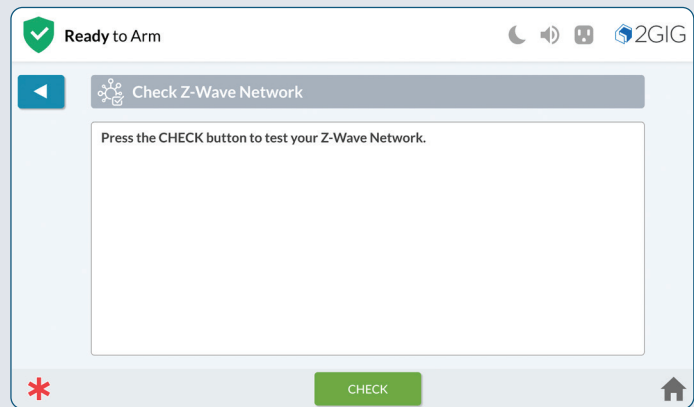 Ready to Arm
2GIG
Check Z-Wave Network
Press the CHECK button to test your Z-Wave Network.
CHECK